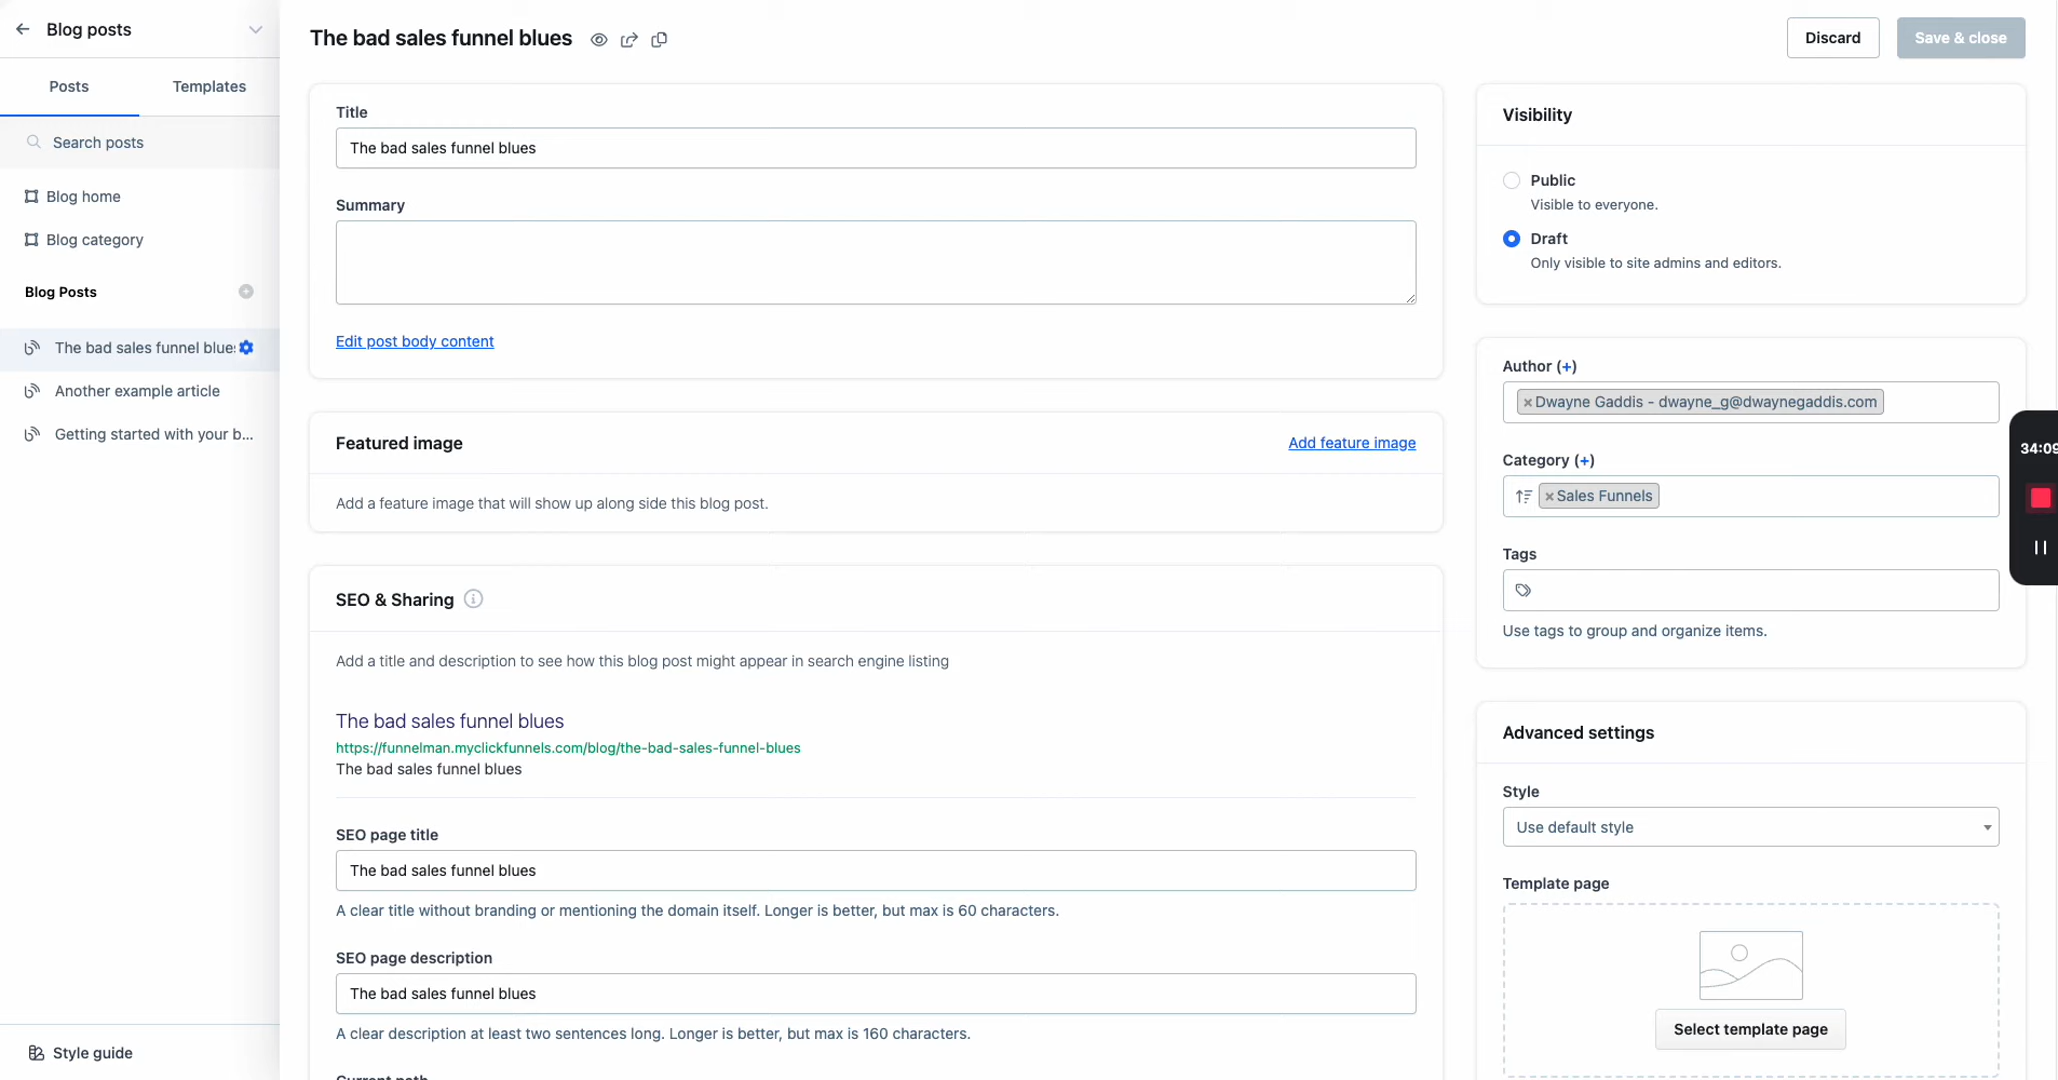 Blog posts
Posts
Templates
Search posts
Blog home
Blog category
Blog Posts
The bad sales funnel blue
Another example article
Getting started with your b...
Style guide
The bad sales funnel blues
Discard
Save & close
Title
The bad sales funnel blues
Summary
Edit post body content
Featured image
Add feature image
Add a feature image that will show up along side this blog post.
SEO & Sharing
Add a title and description to see how this blog post might appear in search engine listing
The bad sales funnel blues
https://funnelman.myclickfunnels.com/blog/the-bad-sales-funnel-blues
The bad sales funnel blues
SEO page title
The bad sales funnel blues
A clear title without branding or mentioning the domain itself. Longer is better, but max is 60 characters.
SEO page description
The bad sales funnel blues
A clear description at least two sentences long. Longer is better, but max is 160 characters.
Current path
Visibility
Public
Visible to everyone.
Draft
Only visible to site admins and editors.
Author (+)
×Dwayne Gaddis - dwayne_g@dwaynegaddis.com
Category (+)
×Sales Funnels
Tags
Use tags to group and organize items.
Advanced settings
Style
Use default style
Template page
Select template page
34:09